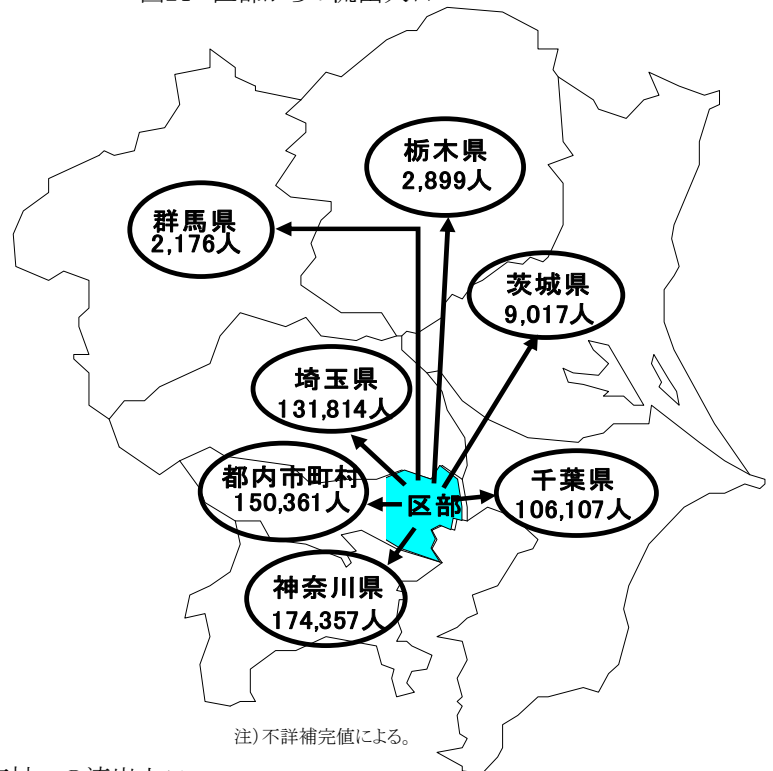 栃木県
2,899人
群馬県
2,176人
茨城県
9,017人
埼玉県
131,814人
都内市町村
150,361人
区部
千葉県
106,107人
神奈川県
174,357人
注)不詳補完値による。